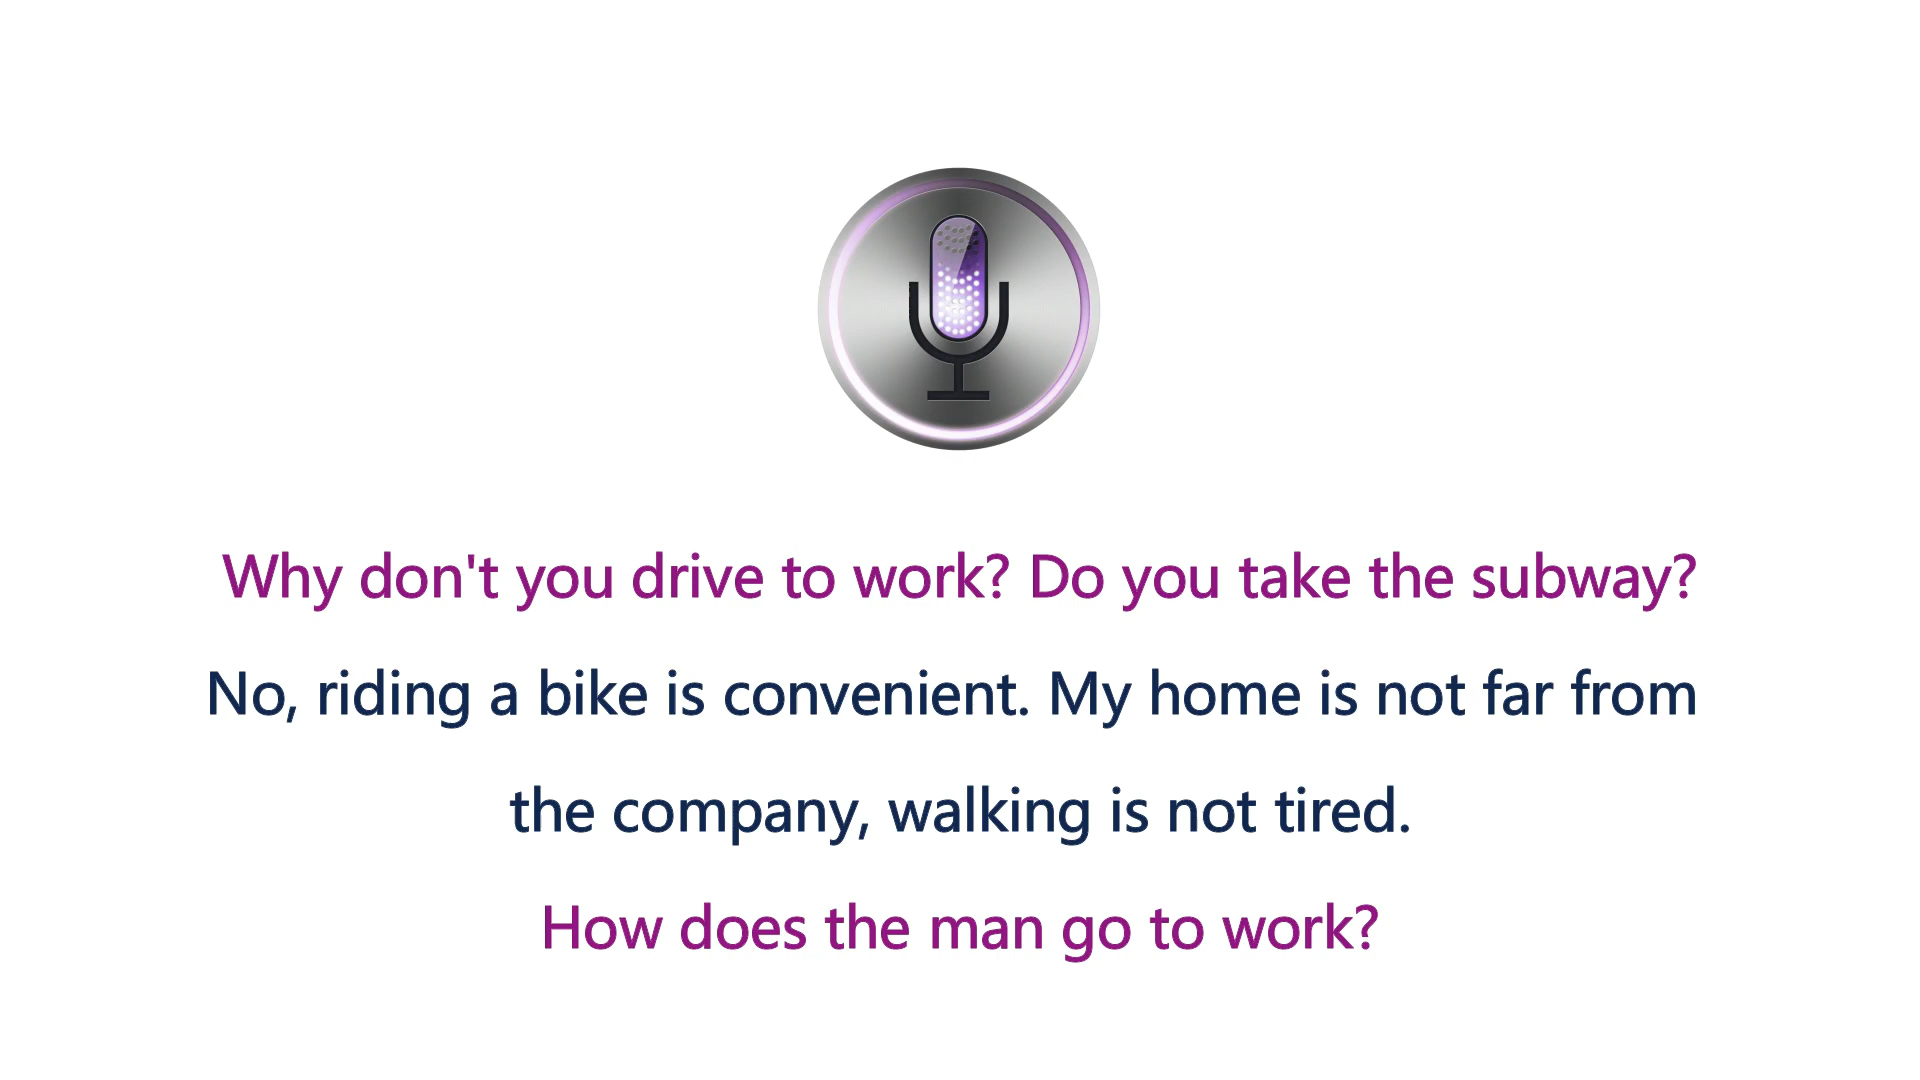 Why don't you drive to work? Do you take the subway?
No, riding a bike is convenient. My home is not far from
the company, walking is not tired.
How does the man go to work?